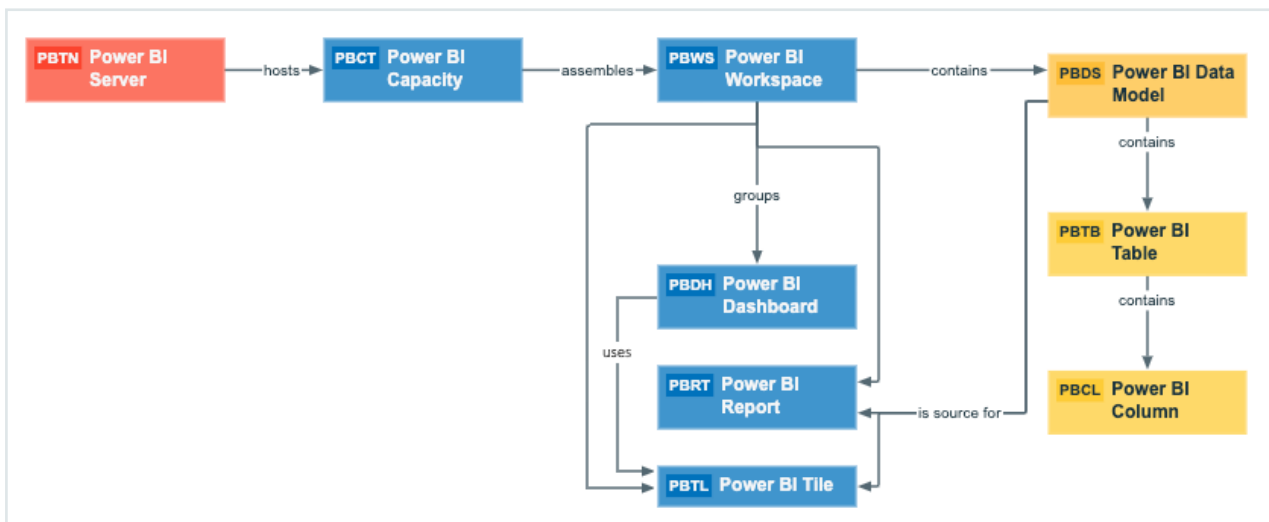 PBTN Power BI
Server
hosts
PBCT Power BI
Capacity
assembles
PBWS Power BI
Workspace
contains
PBDS Power BI Data
Model
contains
groups
PBTB Power BI
Table
PBDH Power BI
Dashboard
contains
uses
PBRT Power BI
Report
is source for
PBCL Power BI
Column
PBTL Power BI Tile